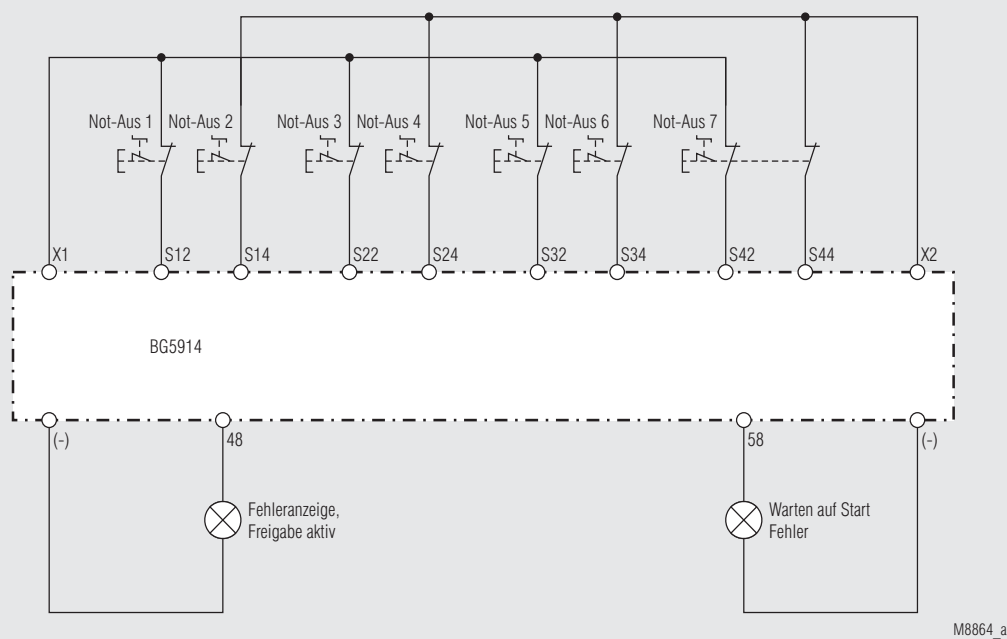 Not-Aus 1 Not-Aus 2 Not-Aus 3 Not-Aus 4 Not-Aus 5 Not-Aus 6 Not-Aus 7
X1 S12 S14 S22 S24 S32 S34 S42 S44 X2
BG5914
(-) 48 58 (-)
Fehleranzeige,
Freigabe aktiv
Warten auf Start
Fehler
M8864_a